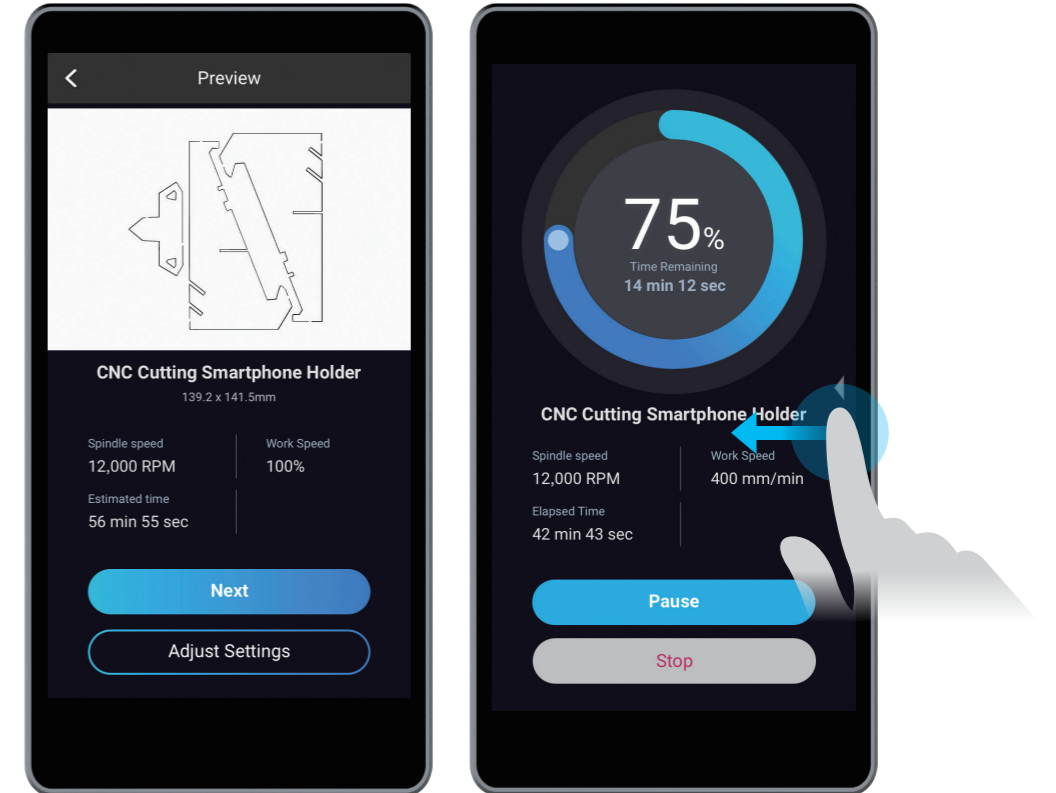 Preview
CNC Cutting Smartphone Holder
139.2 x 141.5mm
Spindle speed
12,000 RPM
Work Speed
100%
Estimated time
56 min 55 sec
Next
Adjust Settings
75%
Time Remaining
14 min 12 sec
CNC Cutting Smartphone Holder
Spindle speed
12,000 RPM
Work Speed
400 mm/min
Elapsed Time
42 min 43 sec
Pause
Stop